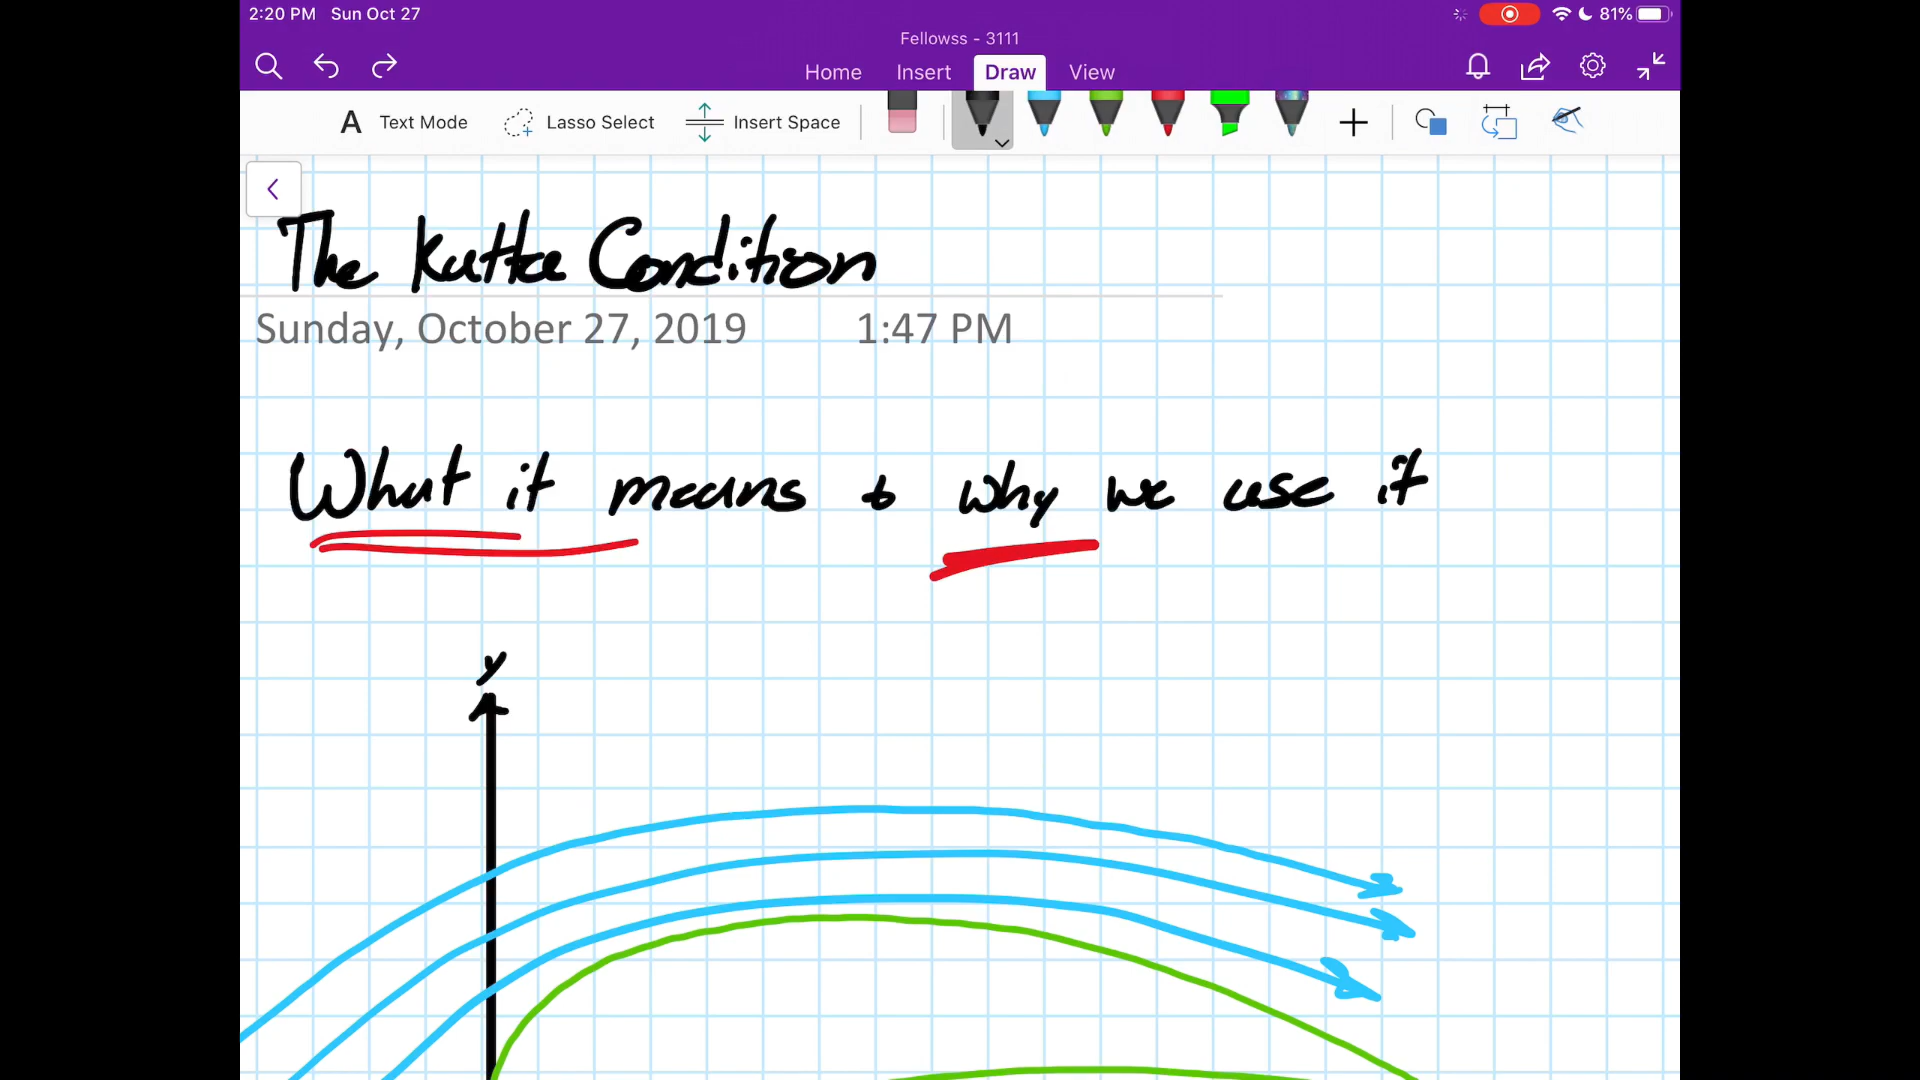 2:20 PM Sun Oct 27
81%
Fellowss - 3111
Home Insert Draw View
A Text Mode Lasso Select Insert Space
The Kutta Condition
Sunday, October 27, 2019 1:47 PM
What it means & why we use it
y